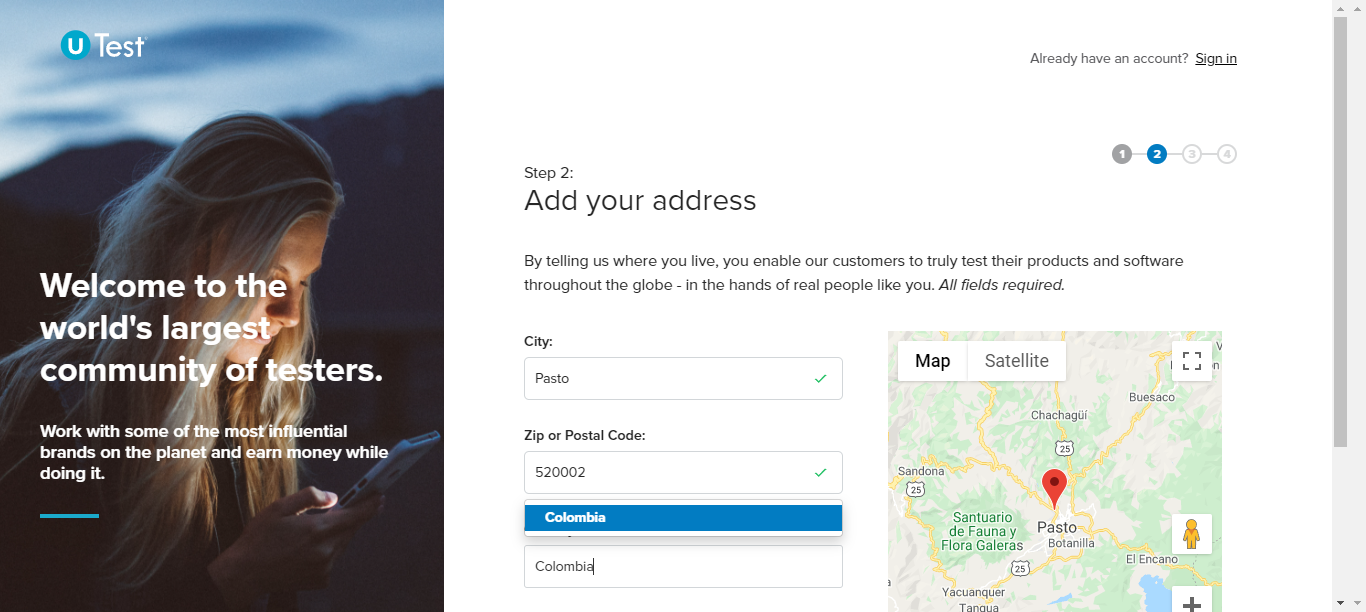 U Test
Already have an account? Sign in
1 2 3 4
Step 2:
Add your address
Welcome to the
world's largest
community of testers.
Work with some of the most influential
brands on the planet and earn money while
doing it.
By telling us where you live, you enable our customers to truly test their products and software
throughout the globe - in the hands of real people like you. All fields required.
City:
Pasto
Zip or Postal Code:
520002
Colombia
Colombia
Map Satellite
Buesaco
Chachagüí
25
Sandona
25
Santuario
de Fauna y
Flora Galeras
Pasto
Botanilla
El Encano
25
Yacuanquer
Tangua